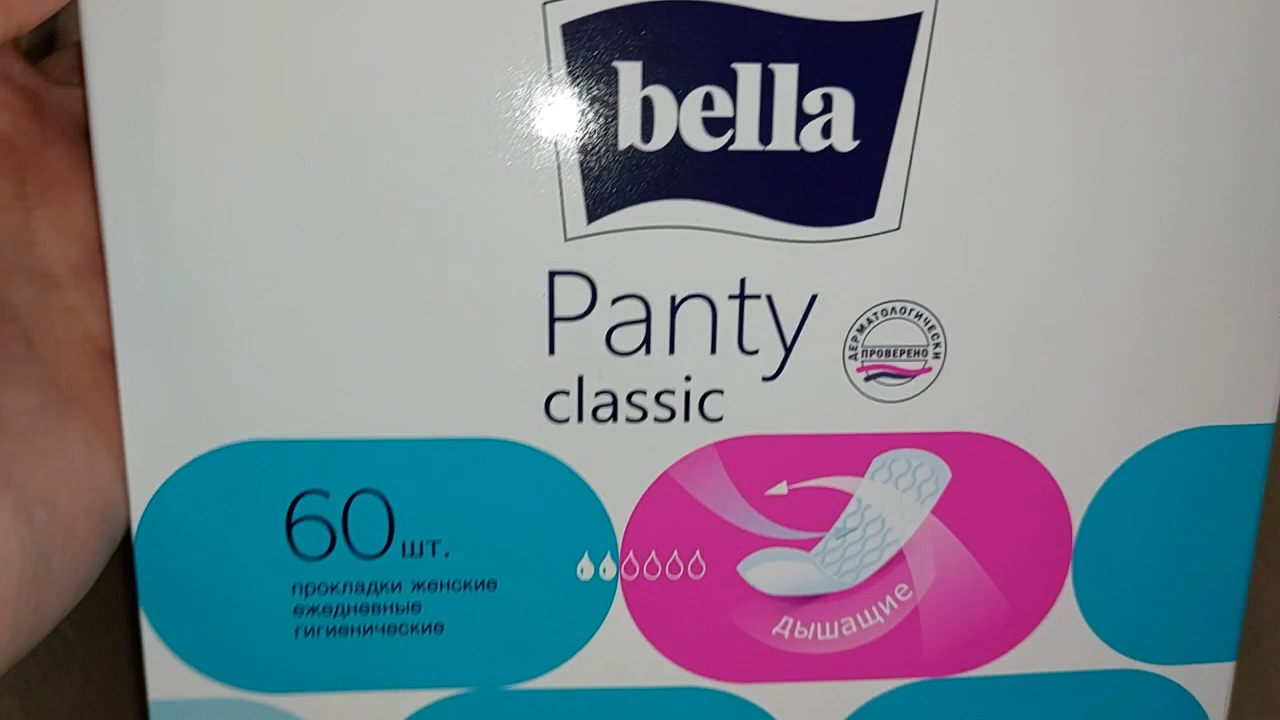 bella
Panty
classic
ДЕРМАТОЛОГИЧЕСКИ
ПРОВЕРЕНО
60 шт.
прокладки женские
ежедневные
гигиенические
дышащие